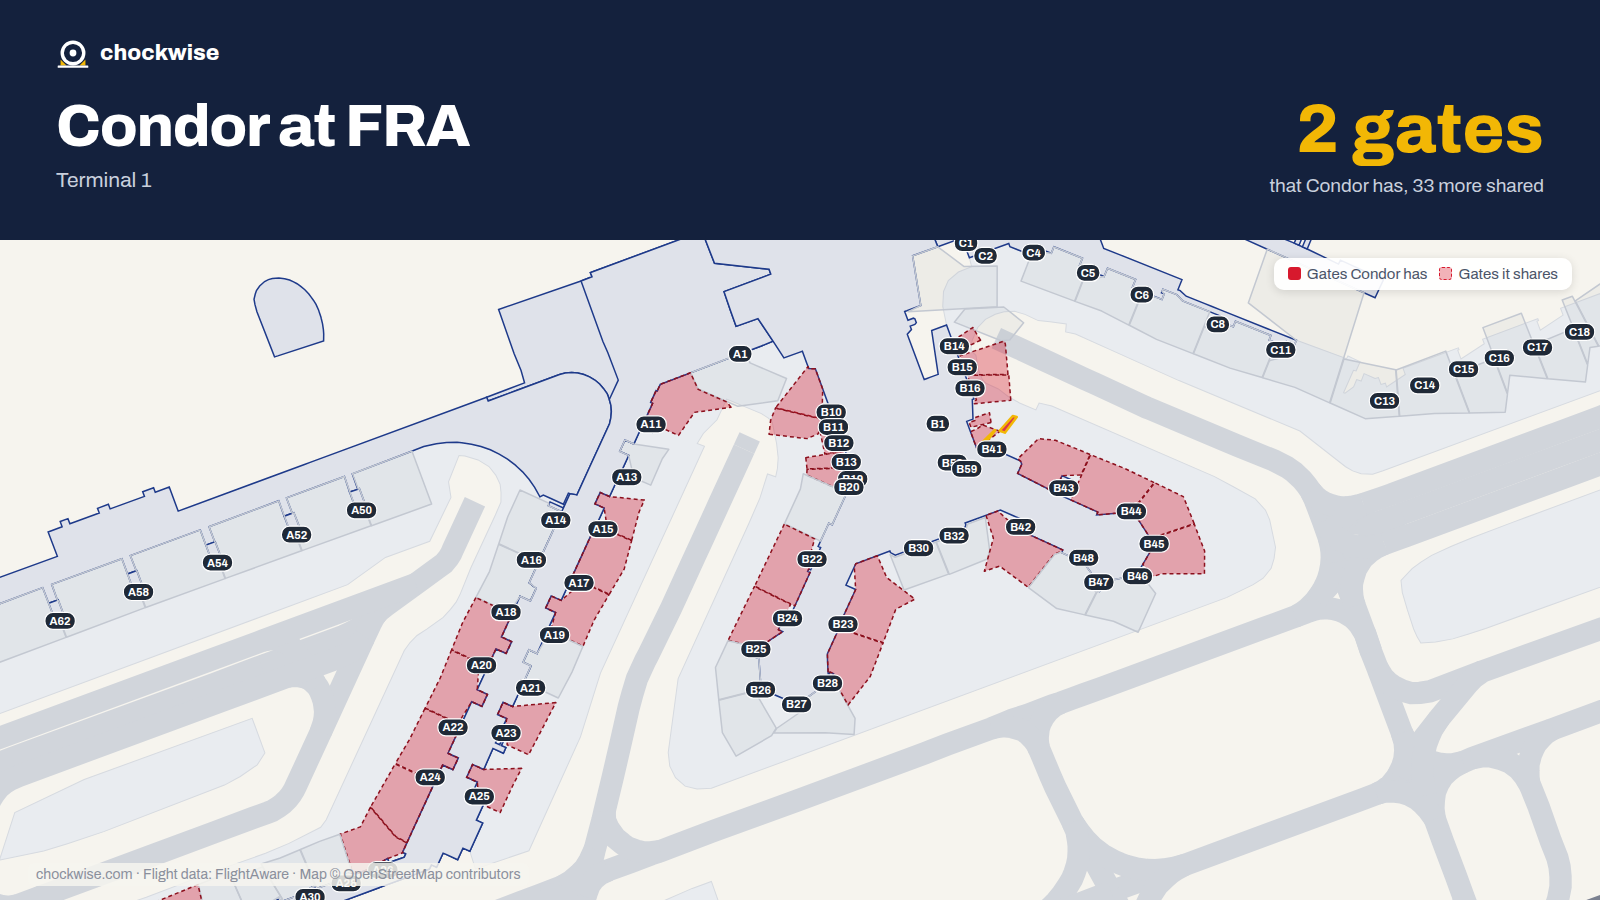 chockwise
Condor at FRA
Terminal 1
2 gates
that Condor has, 33 more shared
Gates Condor has
Gates it shares
C1
C2
C4
C5
C6
C8
C11
C13
C14
C15
C16
C17
C18
A1
A11
A13
A14
A15
A16
A17
A18
A19
A20
A21
A22
A23
A24
A25
A30
A50
A52
A54
A58
A62
B1
B10
B11
B12
B13
B14
B15
B16
B20
B22
B23
B24
B25
B26
B27
B28
B30
B32
B41
B42
B43
B44
B45
B46
B47
B48
B59
chockwise.com · Flight data: FlightAware · Map © OpenStreetMap contributors